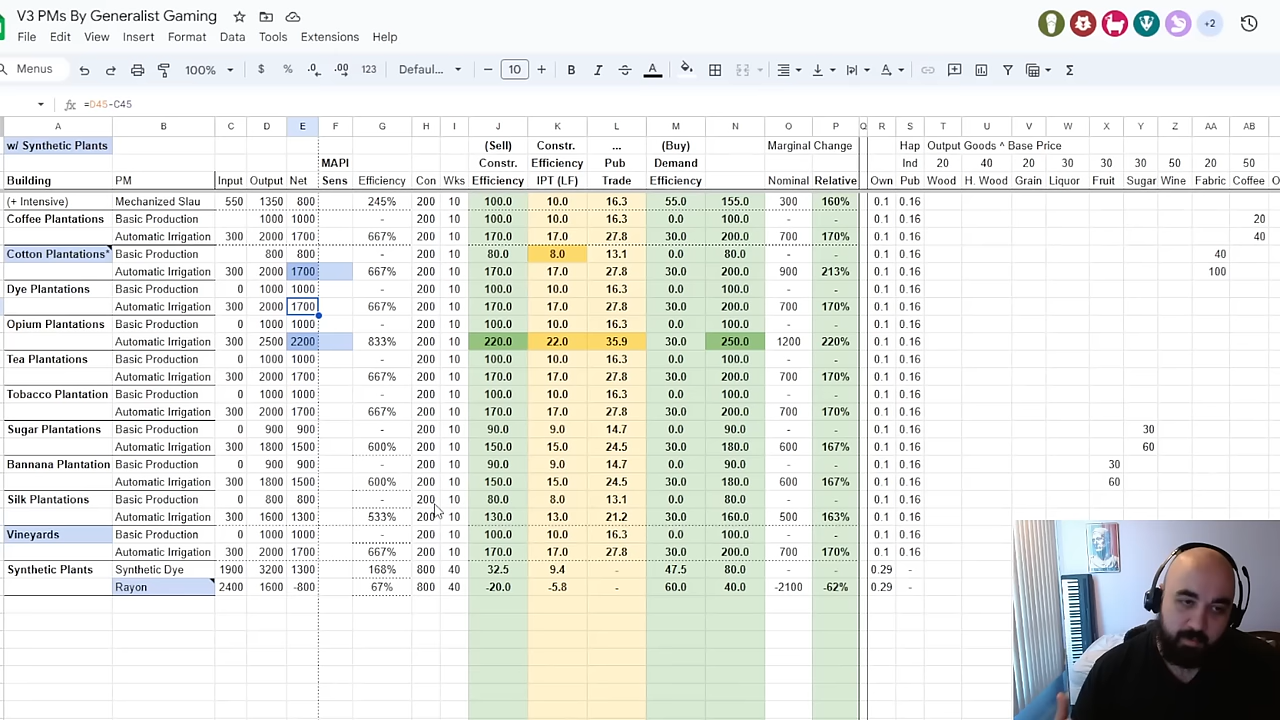 V3 PMs By Generalist Gaming
File Edit View Insert Format Data Tools Extensions Help
+2
Menus 100% $ % .0 .00 123 Defaul... - 10 + B I A Σ
fx =D45-C45
A B C D E F G H I J K L M N O P Q R S T U V W X Y Z AA AB
w/ Synthetic Plants (Sell) Constr. ... (Buy) Marginal Change Hap Output Goods ^ Base Price
MAPI Constr. Efficiency Pub Demand Ind 20 40 20 30 30 30 50 20 50
Building PM Input Output Net Sens Efficiency Con Wks Efficiency IPT (LF) Trade Efficiency Nominal Relative Own Pub Wood H. Wood Grain Liquor Fruit Sugar Wine Fabric Coffee
(+ Intensive) Mechanized Slau 550 1350 800 245% 200 10 100.0 10.0 16.3 55.0 155.0 300 160% 0.1 0.16
Coffee Plantations Basic Production 1000 1000 - 200 10 100.0 10.0 16.3 0.0 100.0 - - 0.1 0.16 20
Automatic Irrigation 300 2000 1700 667% 200 10 170.0 17.0 27.8 30.0 200.0 700 170% 0.1 0.16 40
Cotton Plantations* Basic Production 800 800 - 200 10 80.0 8.0 13.1 0.0 80.0 - - 0.1 0.16 40
Automatic Irrigation 300 2000 1700 667% 200 10 170.0 17.0 27.8 30.0 200.0 900 213% 0.1 0.16 100
Dye Plantations Basic Production 0 1000 1000 - 200 10 100.0 10.0 16.3 0.0 100.0 - - 0.1 0.16
Automatic Irrigation 300 2000 1700 667% 200 10 170.0 17.0 27.8 30.0 200.0 700 170% 0.1 0.16
Opium Plantations Basic Production 0 1000 1000 - 200 10 100.0 10.0 16.3 0.0 100.0 - - 0.1 0.16
Automatic Irrigation 300 2500 2200 833% 200 10 220.0 22.0 35.9 30.0 250.0 1200 220% 0.1 0.16
Tea Plantations Basic Production 0 1000 1000 - 200 10 100.0 10.0 16.3 0.0 100.0 - - 0.1 0.16
Automatic Irrigation 300 2000 1700 667% 200 10 170.0 17.0 27.8 30.0 200.0 700 170% 0.1 0.16
Tobacco Plantation Basic Production 0 1000 1000 - 200 10 100.0 10.0 16.3 0.0 100.0 - - 0.1 0.16
Automatic Irrigation 300 2000 1700 667% 200 10 170.0 17.0 27.8 30.0 200.0 700 170% 0.1 0.16
Sugar Plantations Basic Production 0 900 900 - 200 10 90.0 9.0 14.7 0.0 90.0 - - 0.1 0.16 30
Automatic Irrigation 300 1800 1500 600% 200 10 150.0 15.0 24.5 30.0 180.0 600 167% 0.1 0.16 60
Bannana Plantation Basic Production 0 900 900 - 200 10 90.0 9.0 14.7 0.0 90.0 - - 0.1 0.16 30
Automatic Irrigation 300 1800 1500 600% 200 10 150.0 15.0 24.5 30.0 180.0 600 167% 0.1 0.16 60
Silk Plantations Basic Production 0 800 800 - 200 10 80.0 8.0 13.1 0.0 80.0 - - 0.1 0.16
Automatic Irrigation 300 1600 1300 533% 200 10 130.0 13.0 21.2 30.0 160.0 500 163% 0.1 0.16
Vineyards Basic Production 0 1000 1000 - 200 10 100.0 10.0 16.3 0.0 100.0 - - 0.1 0.16
Automatic Irrigation 300 2000 1700 667% 200 10 170.0 17.0 27.8 30.0 200.0 700 170% 0.1 0.16
Synthetic Plants Synthetic Dye 1900 3200 1300 168% 800 40 32.5 9.4 - 47.5 80.0 - - 0.29 -
Rayon 2400 1600 -800 67% 800 40 -20.0 -5.8 - 60.0 40.0 -2100 -62% 0.29 -